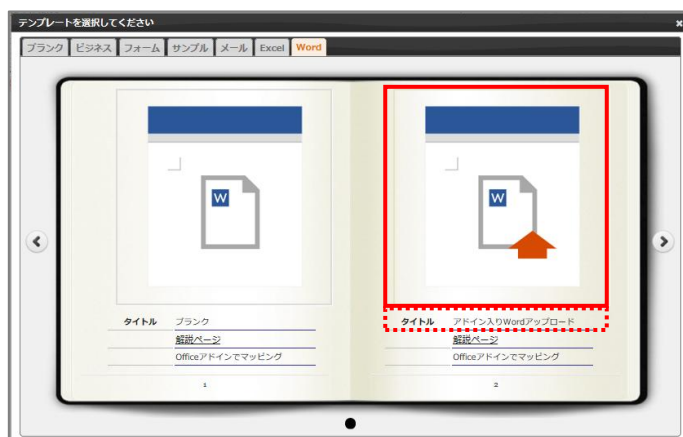 テンプレートを選択してください
ブランク ビジネス フォーム サンプル メール Excel Word
W
W
タイトル ブランク
解説ページ
Officeアドインでマッピング
1
タイトル アドイン入りWordアップロード
解説ページ
Officeアドインでマッピング
2